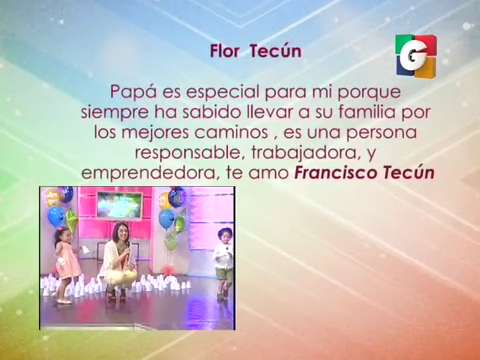 Flor Tecún
G
Papá es especial para mi porque
siempre ha sabido llevar a su familia por
los mejores caminos , es una persona
responsable, trabajadora, y
emprendedora, te amo Francisco Tecún